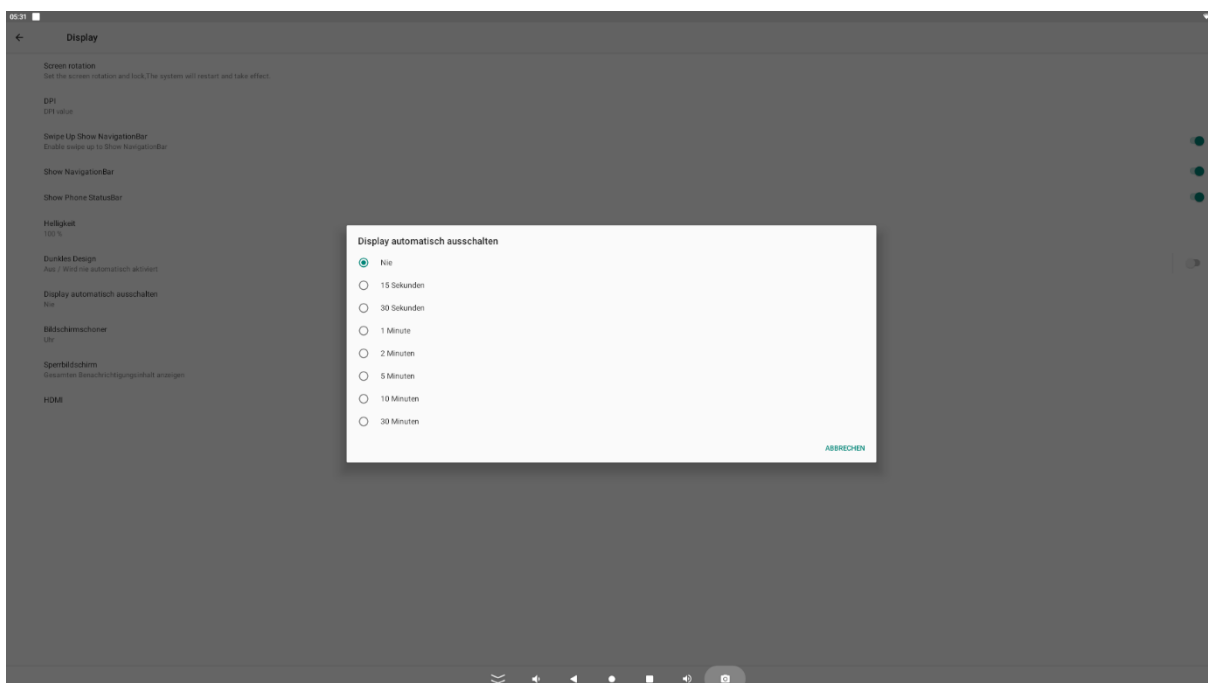 05:31
Display
Screen rotation
Set the screen rotation and lock.The system will restart and take effect.
DPI
DPI value
Swipe Up Show NavigationBar
Enable swipe up to Show NavigationBar
Show NavigationBar
Show Phone StatusBar
Helligkeit
100 %
Dunkles Design
Aus / Wird nie automatisch aktiviert
Display automatisch ausschalten
Nie
Bildschirmschoner
Uhr
Sperrbildschirm
Gesamten Benachrichtigungsinhalt anzeigen
HDMI
Display automatisch ausschalten
Nie
15 Sekunden
30 Sekunden
1 Minute
2 Minuten
5 Minuten
10 Minuten
30 Minuten
ABBRECHEN